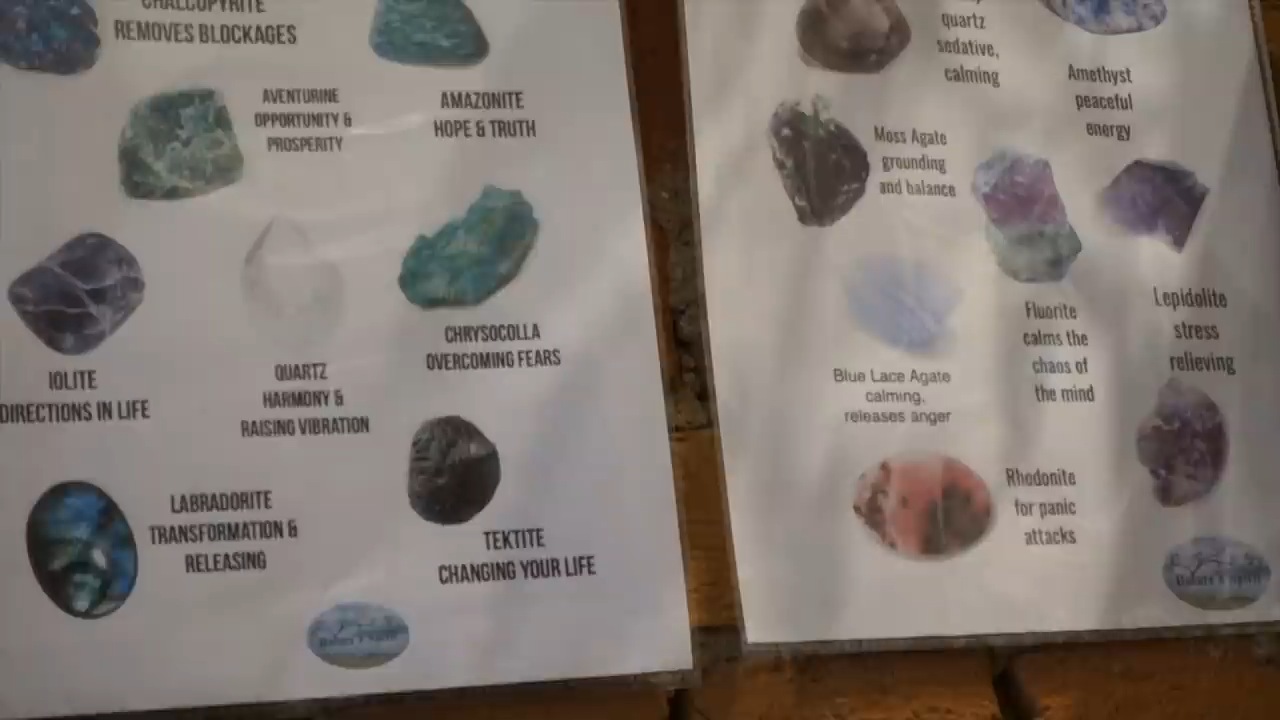 CHALCOPYRITE
REMOVES BLOCKAGES
AVENTURINE
OPPORTUNITY &
PROSPERITY
AMAZONITE
HOPE & TRUTH
IOLITE
DIRECTIONS IN LIFE
QUARTZ
HARMONY &
RAISING VIBRATION
CHRYSOCOLLA
OVERCOMING FEARS
LABRADORITE
TRANSFORMATION &
RELEASING
TEKTITE
CHANGING YOUR LIFE
quartz
sedative,
calming
Amethyst
peaceful
energy
Moss Agate
grounding
and balance
Blue Lace Agate
calming,
releases anger
Fluorite
calms the
chaos of
the mind
Lepidolite
stress
relieving
Rhodonite
for panic
attacks